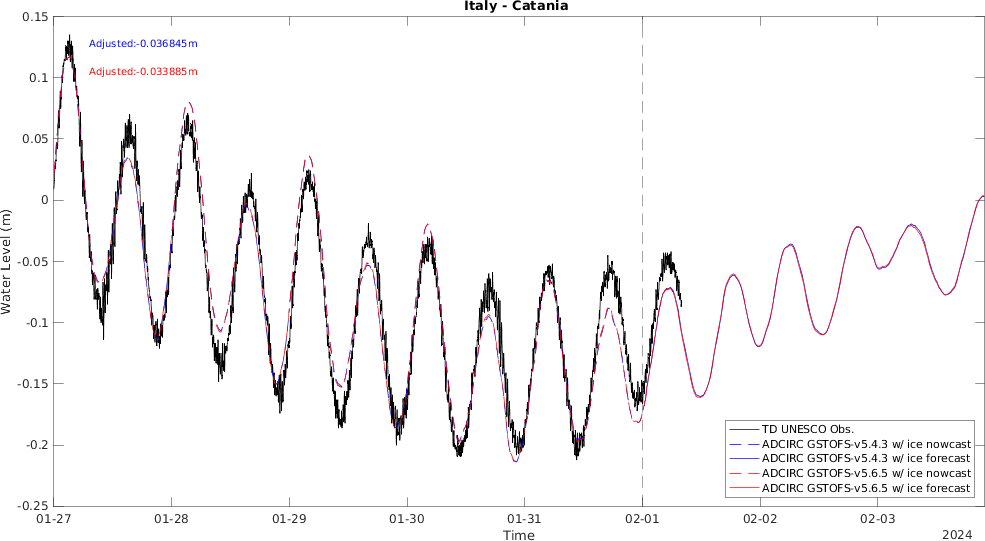 Italy - Catania
Adjusted:-0.036845m
Adjusted:-0.033885m
0.15
0.1
0.05
0
-0.05
-0.1
-0.15
-0.2
-0.25
Water Level (m)
TD UNESCO Obs.
ADCIRC GSTOFS-v5.4.3 w/ ice nowcast
ADCIRC GSTOFS-v5.4.3 w/ ice forecast
ADCIRC GSTOFS-v5.6.5 w/ ice nowcast
ADCIRC GSTOFS-v5.6.5 w/ ice forecast
01-27 01-28 01-29 01-30 01-31 02-01 02-02 02-03
Time
2024